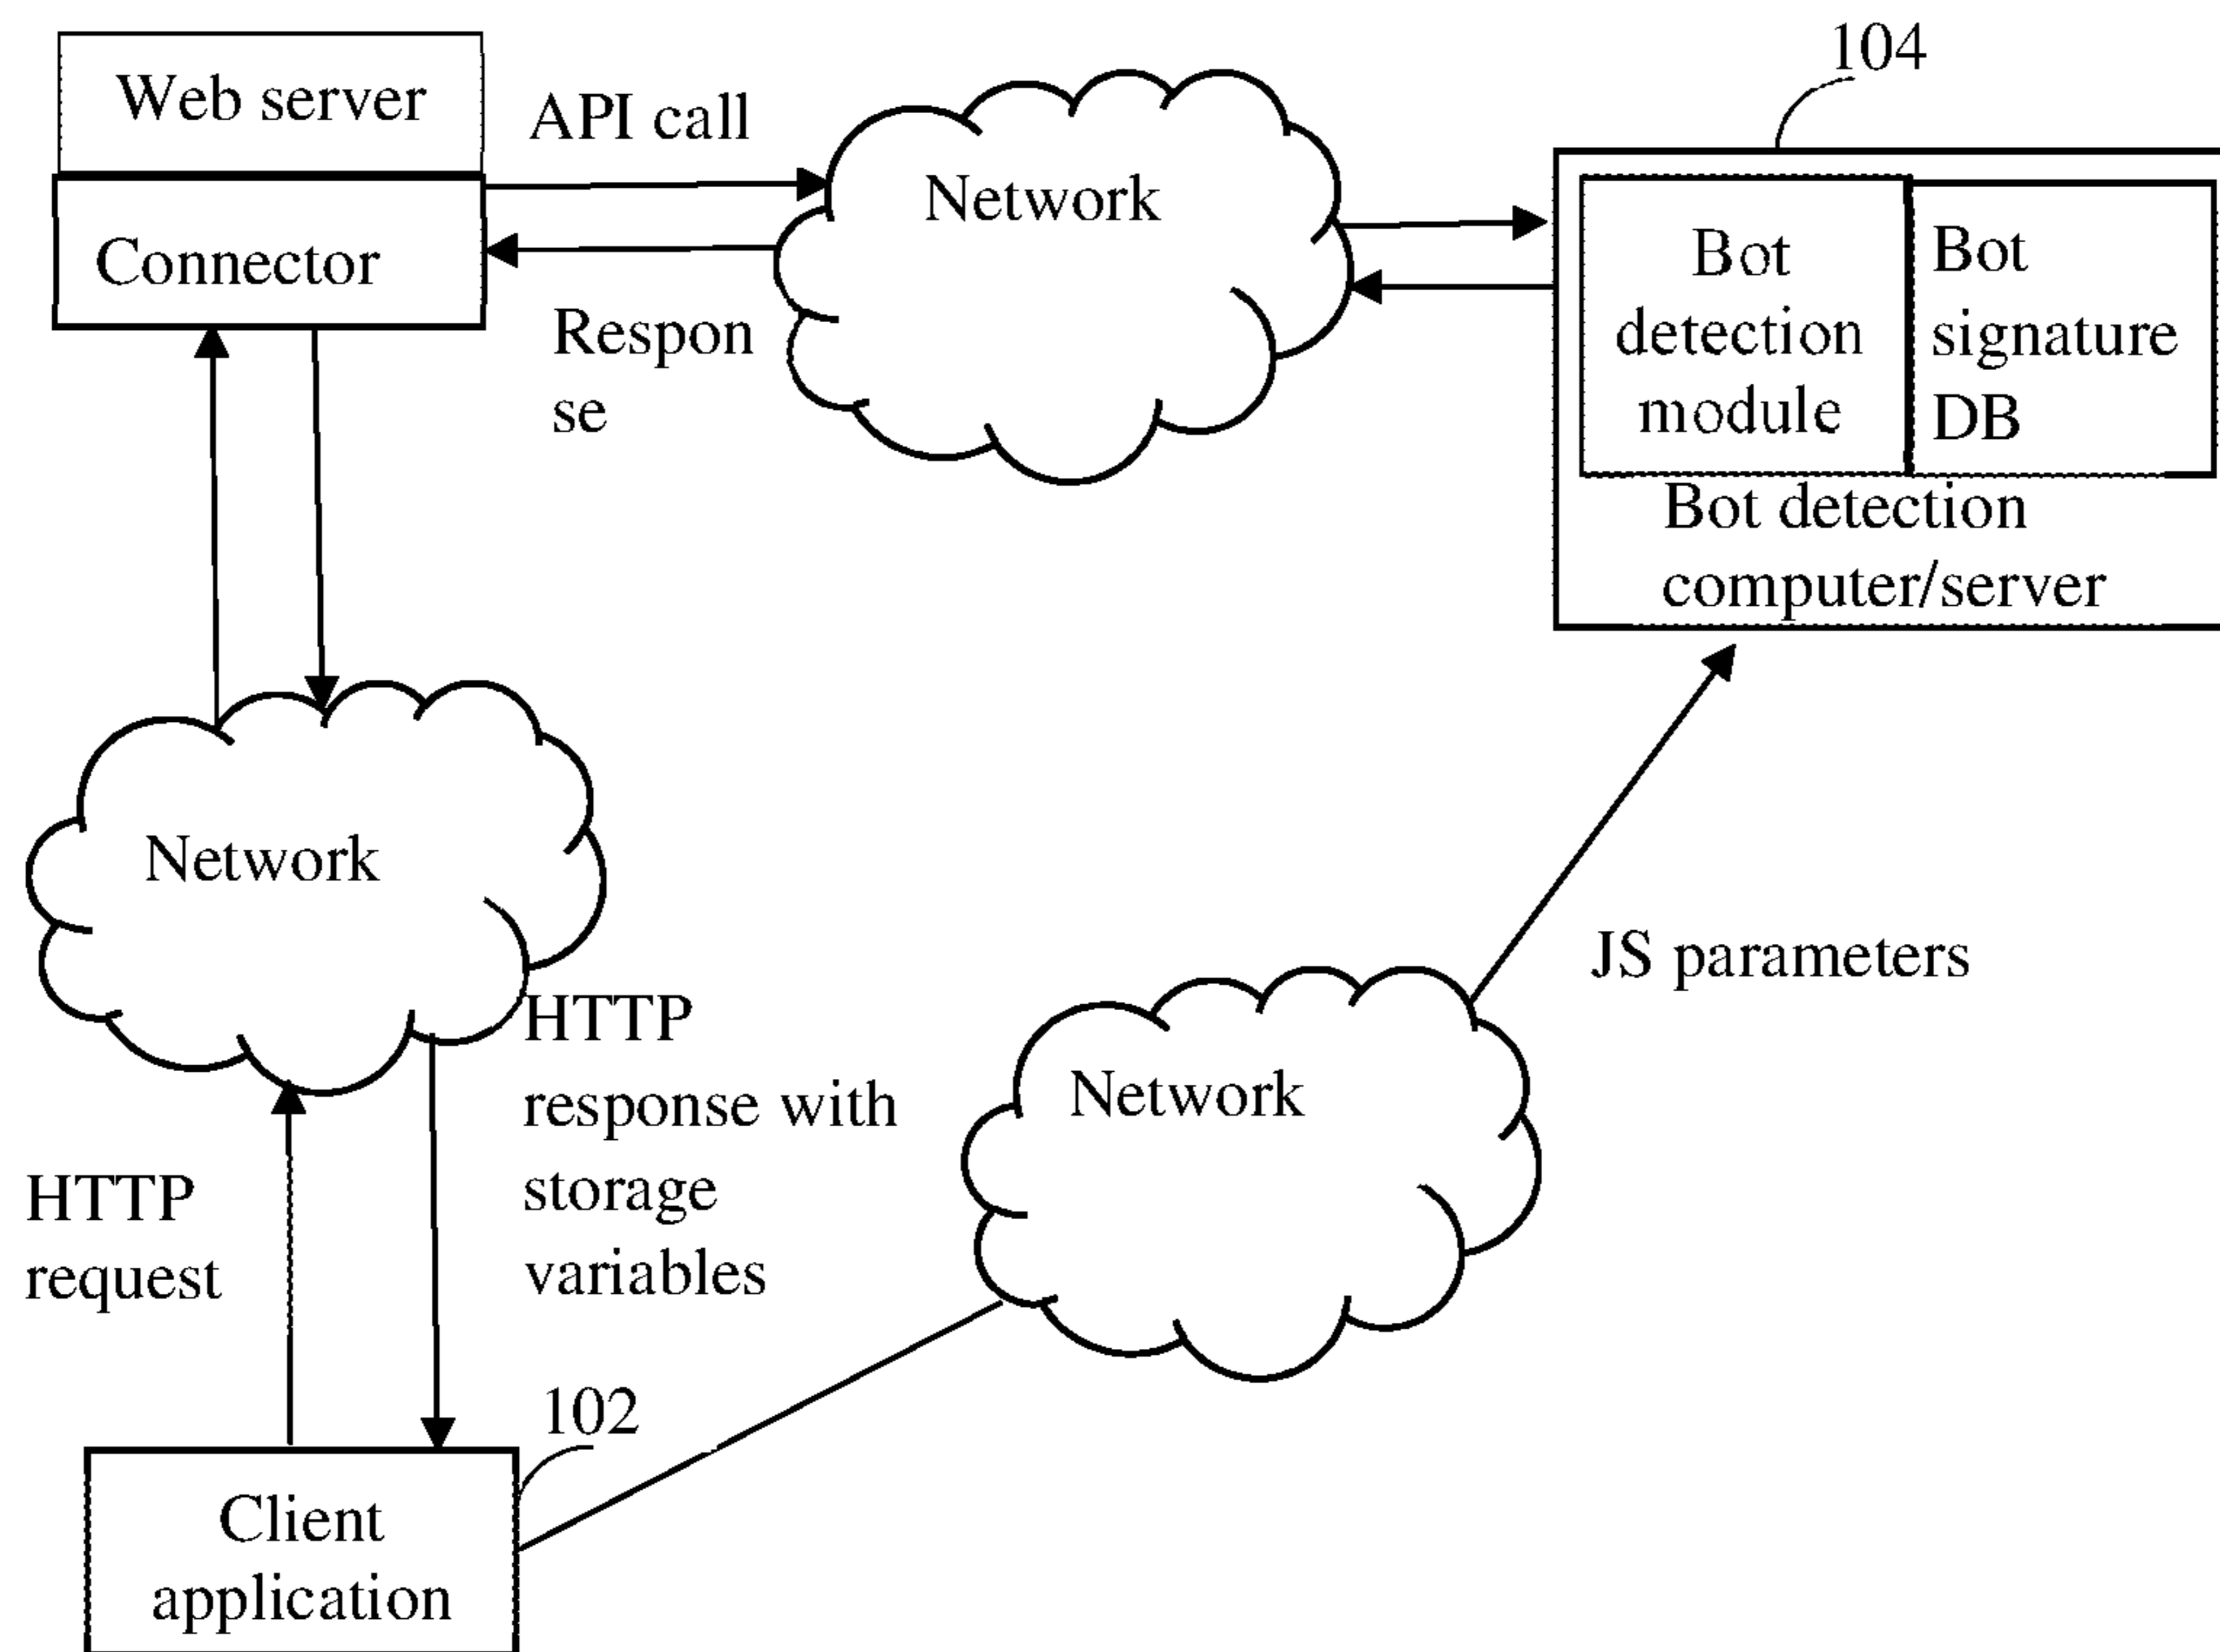 104
Web server
API call
Network
Connector
Respon
se
Bot
detection
module
Bot
signature
DB
Bot detection
computer/server
Network
JS parameters
HTTP
response with
storage
variables
Network
HTTP
request
102
Client
application